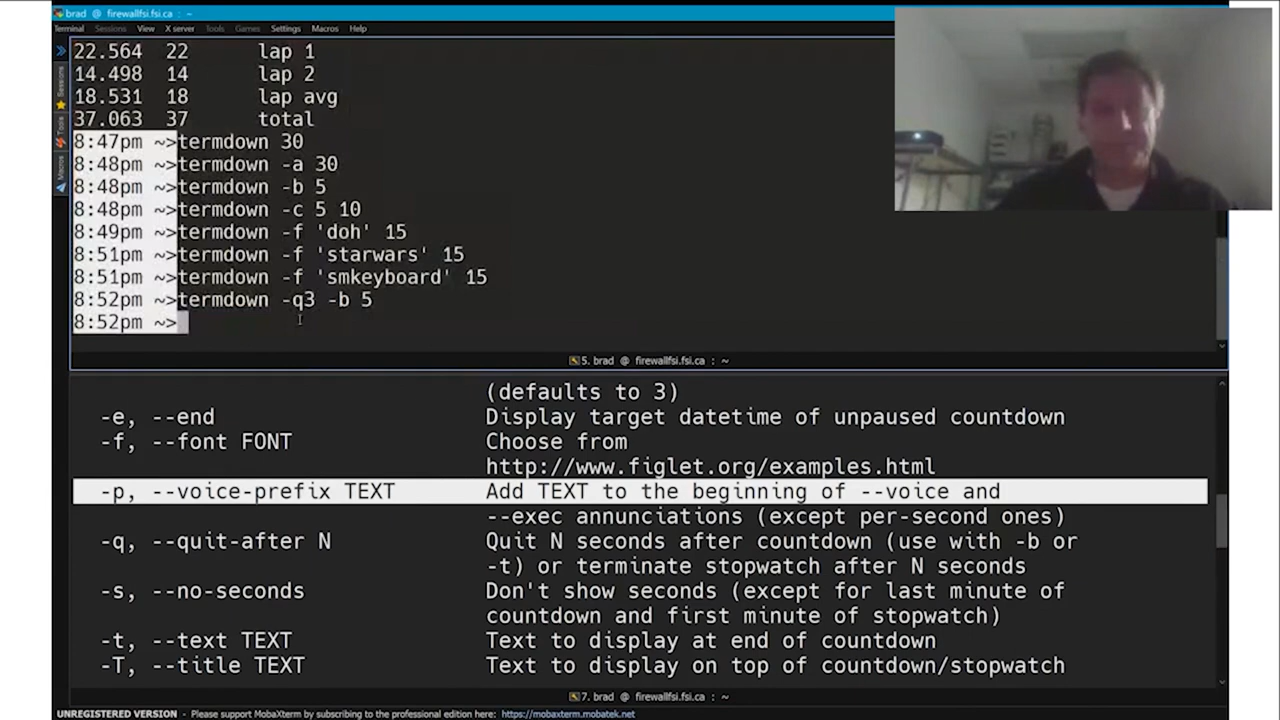 brad @ firewallfsi.fsi.ca : ~
Terminal Sessions View X server Tools Games Settings Macros Help
22.564 22 lap 1
14.498 14 lap 2
18.531 18 lap avg
37.063 37 total
8:47pm ~>termdown 30
8:48pm ~>termdown -a 30
8:48pm ~>termdown -b 5
8:48pm ~>termdown -c 5 10
8:49pm ~>termdown -f 'doh' 15
8:51pm ~>termdown -f 'starwars' 15
8:51pm ~>termdown -f 'smkeyboard' 15
8:52pm ~>termdown -q3 -b 5
8:52pm ~>
Sessions
Tools
Macros
5. brad @ firewallfsi.fsi.ca : ~
(defaults to 3)
-e, --end Display target datetime of unpaused countdown
-f, --font FONT Choose from
http://www.figlet.org/examples.html
-p, --voice-prefix TEXT Add TEXT to the beginning of --voice and
--exec annunciations (except per-second ones)
-q, --quit-after N Quit N seconds after countdown (use with -b or
-t) or terminate stopwatch after N seconds
-s, --no-seconds Don't show seconds (except for last minute of
countdown and first minute of stopwatch)
-t, --text TEXT Text to display at end of countdown
-T, --title TEXT Text to display on top of countdown/stopwatch
7. brad @ firewallfsi.fsi.ca : ~
UNREGISTERED VERSION - Please support MobaXterm by subscribing to the professional edition here: https://mobaxterm.mobatek.net